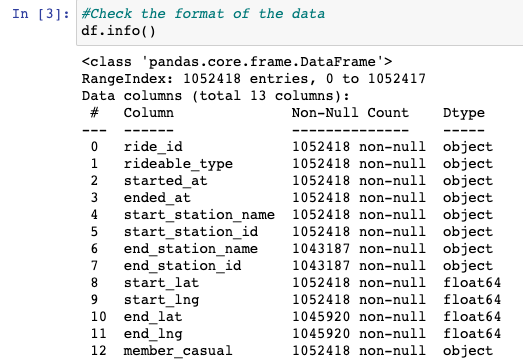 In [3]: #Check the format of the data
df.info()
<class 'pandas.core.frame.DataFrame'>
RangeIndex: 1052418 entries, 0 to 1052417
Data columns (total 13 columns):
 #   Column              Non-Null Count    Dtype
---  ------              --------------    -----
 0   ride_id             1052418 non-null  object
 1   rideable_type       1052418 non-null  object
 2   started_at          1052418 non-null  object
 3   ended_at            1052418 non-null  object
 4   start_station_name  1052418 non-null  object
 5   start_station_id    1052418 non-null  object
 6   end_station_name    1043187 non-null  object
 7   end_station_id      1043187 non-null  object
 8   start_lat           1052418 non-null  float64
 9   start_lng           1052418 non-null  float64
 10  end_lat             1045920 non-null  float64
 11  end_lng             1045920 non-null  float64
 12  member_casual       1052418 non-null  object